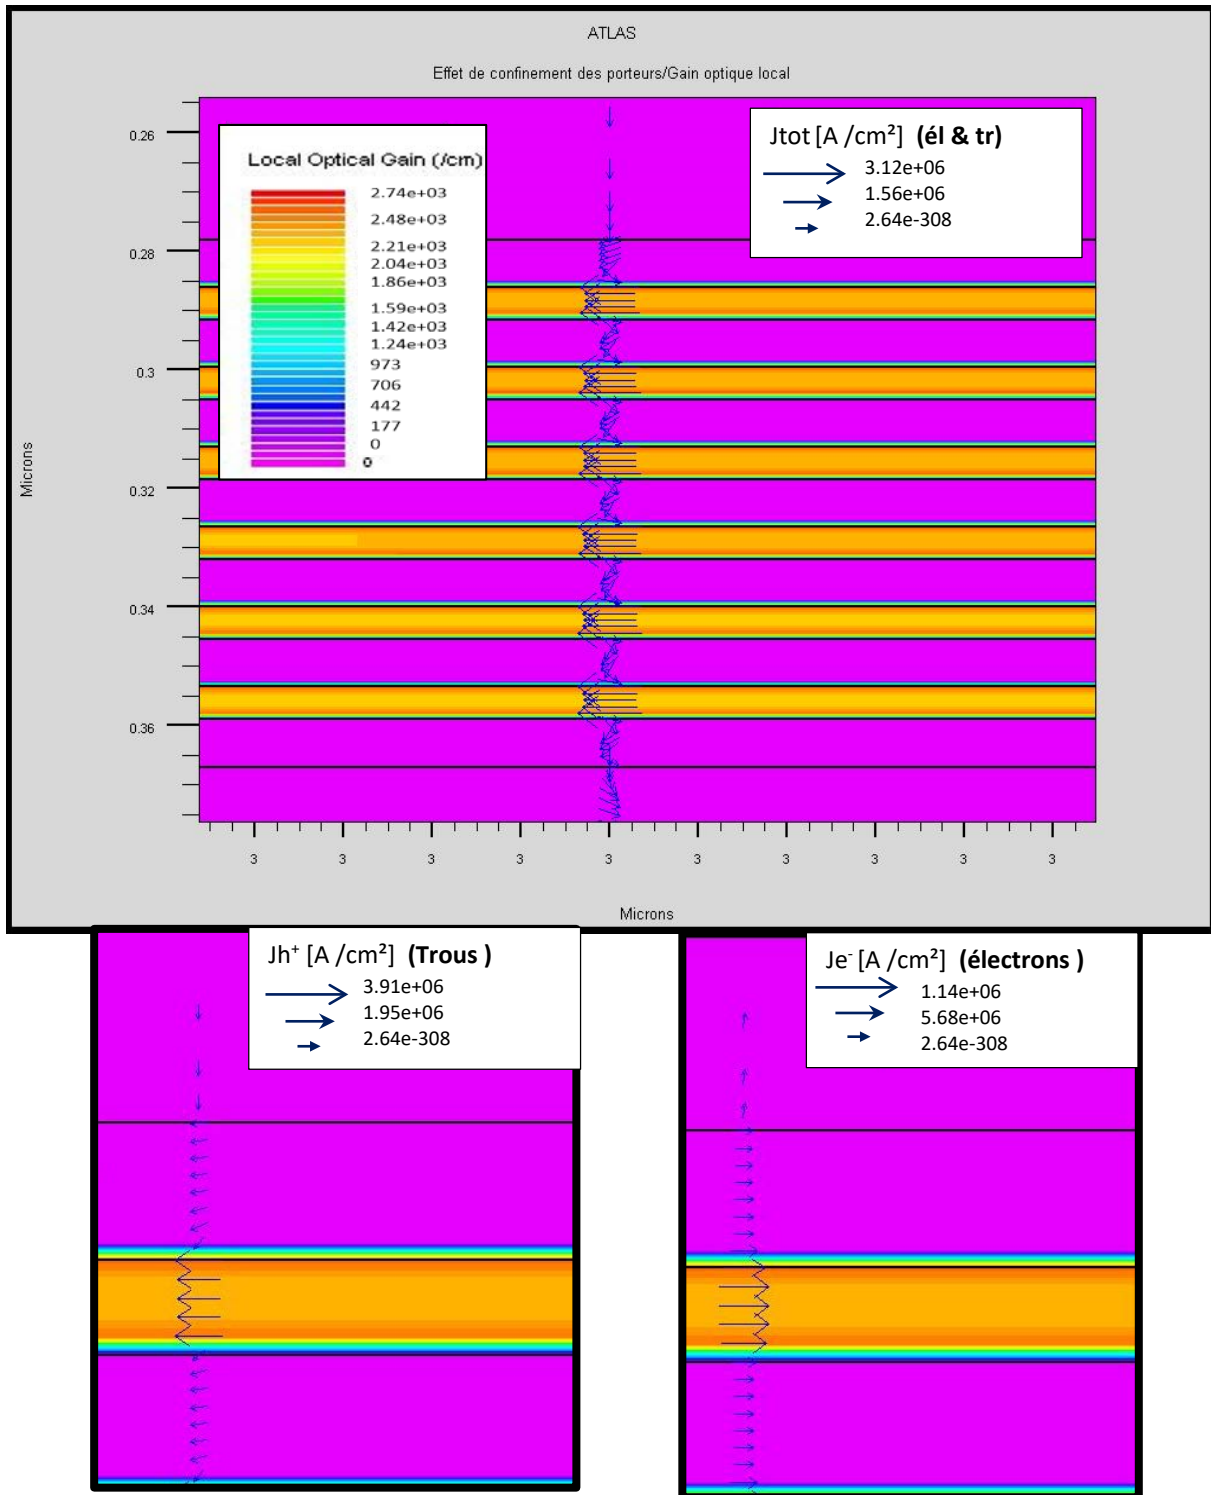 ATLAS
Effet de confinement des porteurs/Gain optique local
Local Optical Gain (/cm)
2.74e+03
2.48e+03
2.21e+03
2.04e+03
1.86e+03
1.59e+03
1.42e+03
1.24e+03
973
706
442
177
0
0
Jtot [A /cm²] (él & tr)
3.12e+06
1.56e+06
2.64e-308
0.26
0.28
0.3
0.32
0.34
0.36
Microns
3 3 3 3 3 3 3 3 3 3
Microns
Jh⁺ [A /cm²] (Trous )
3.91e+06
1.95e+06
2.64e-308
Je⁻ [A /cm²] (électrons )
1.14e+06
5.68e+06
2.64e-308